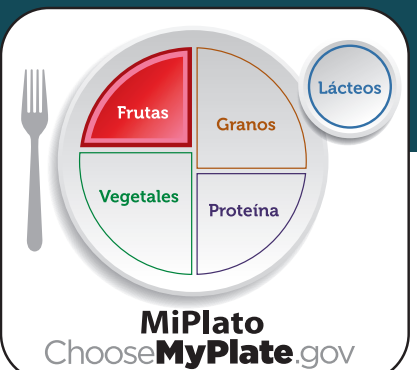 Lácteos
Frutas
Granos
Vegetales
Proteína
MiPlato
ChooseMyPlate.gov